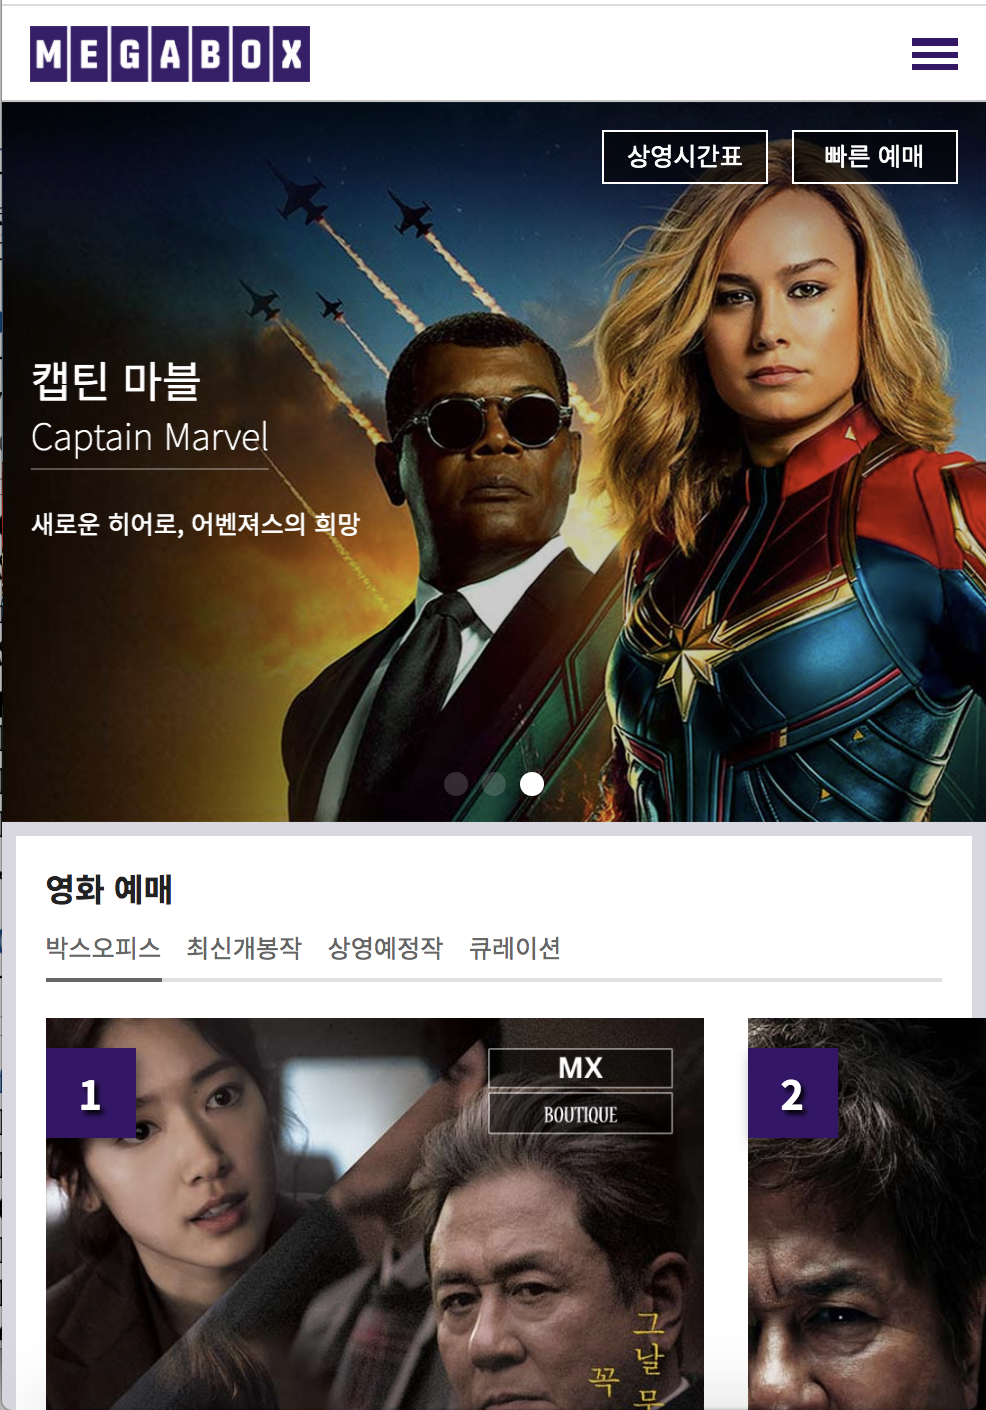 MEGABOX
상영시간표
빠른 예매
캡틴 마블
Captain Marvel
새로운 히어로, 어벤져스의 희망
영화 예매
박스오피스 최신개봉작 상영예정작 큐레이션
1
MX
BOUTIQUE
2
그날
꼭